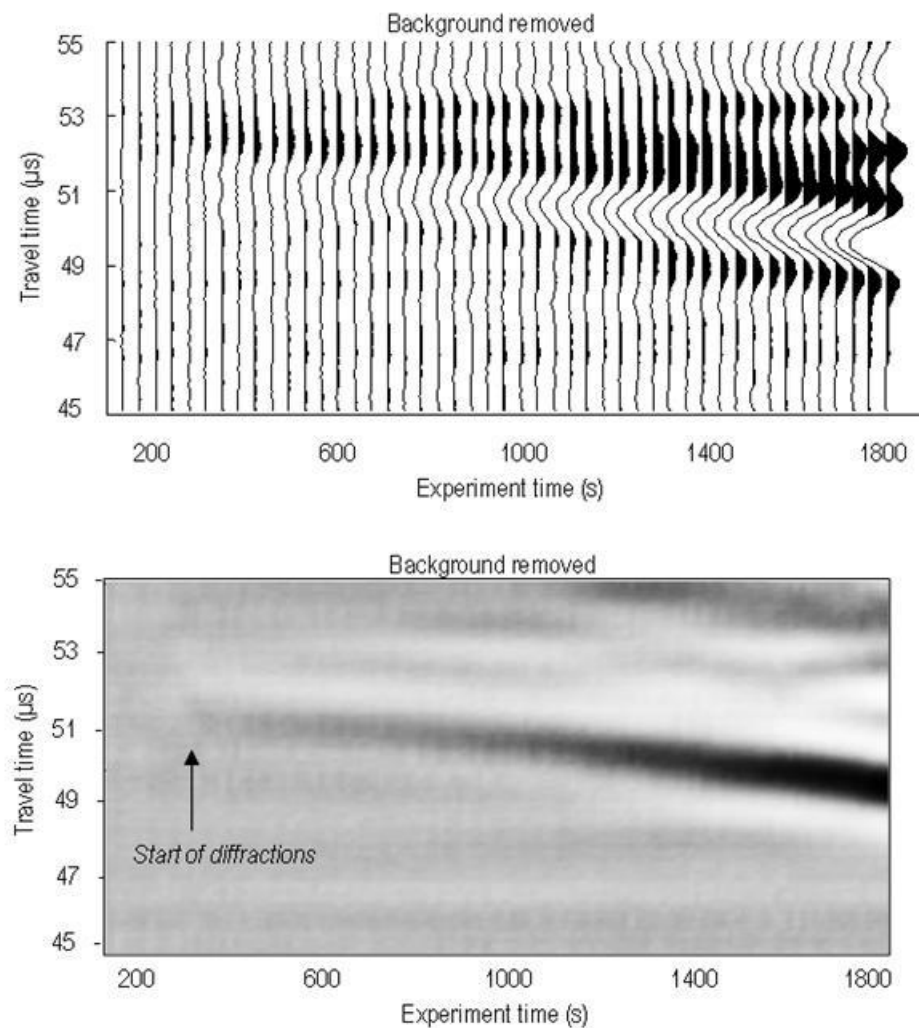 Background removed
55
53
51
49
47
45
Travel time (µs)
200 600 1000 1400 1800
Experiment time (s)
Background removed
55
53
51
49
47
45
Travel time (µs)
Start of diffractions
200 600 1000 1400 1800
Experiment time (s)